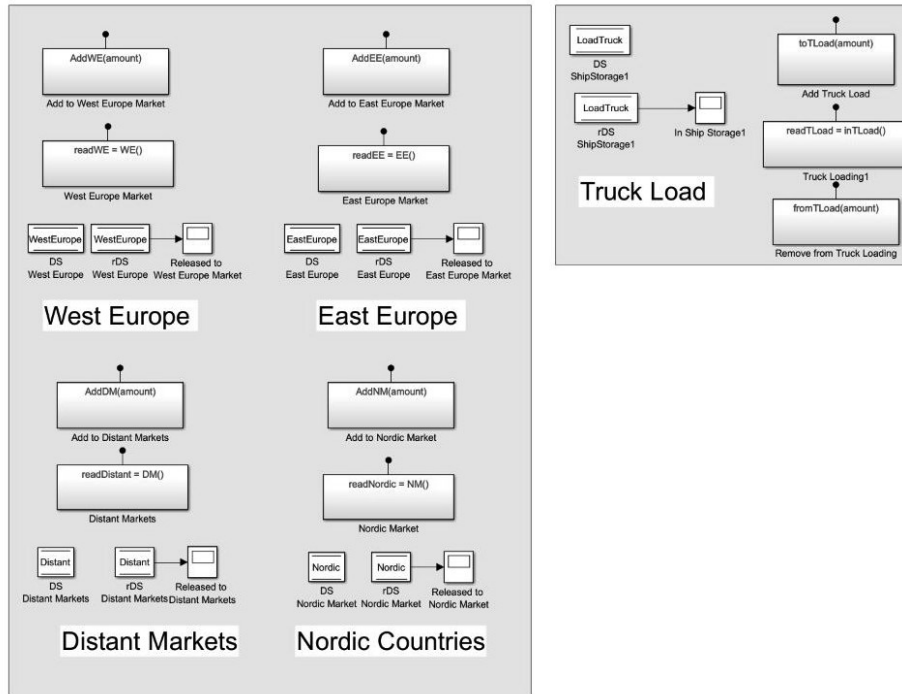 AddWE(amount)
Add to West Europe Market
readWE = WE()
West Europe Market
WestEurope
DS
West Europe
WestEurope
rDS
West Europe
Released to
West Europe Market
West Europe
AddEE(amount)
Add to East Europe Market
readEE = EE()
East Europe Market
EastEurope
DS
East Europe
EastEurope
rDS
East Europe
Released to
East Europe Market
East Europe
AddDM(amount)
Add to Distant Markets
readDistant = DM()
Distant Markets
Distant
DS
Distant Markets
Distant
rDS
Distant Markets
Released to
Distant Markets
Distant Markets
AddNM(amount)
Add to Nordic Market
readNordic = NM()
Nordic Market
Nordic
DS
Nordic Market
Nordic
rDS
Nordic Market
Released to
Nordic Market
Nordic Countries
LoadTruck
DS
ShipStorage1
LoadTruck
rDS
ShipStorage1
In Ship Storage1
Truck Load
toTLoad(amount)
Add Truck Load
readTLoad = inTLoad()
Truck Loading1
fromTLoad(amount)
Remove from Truck Loading